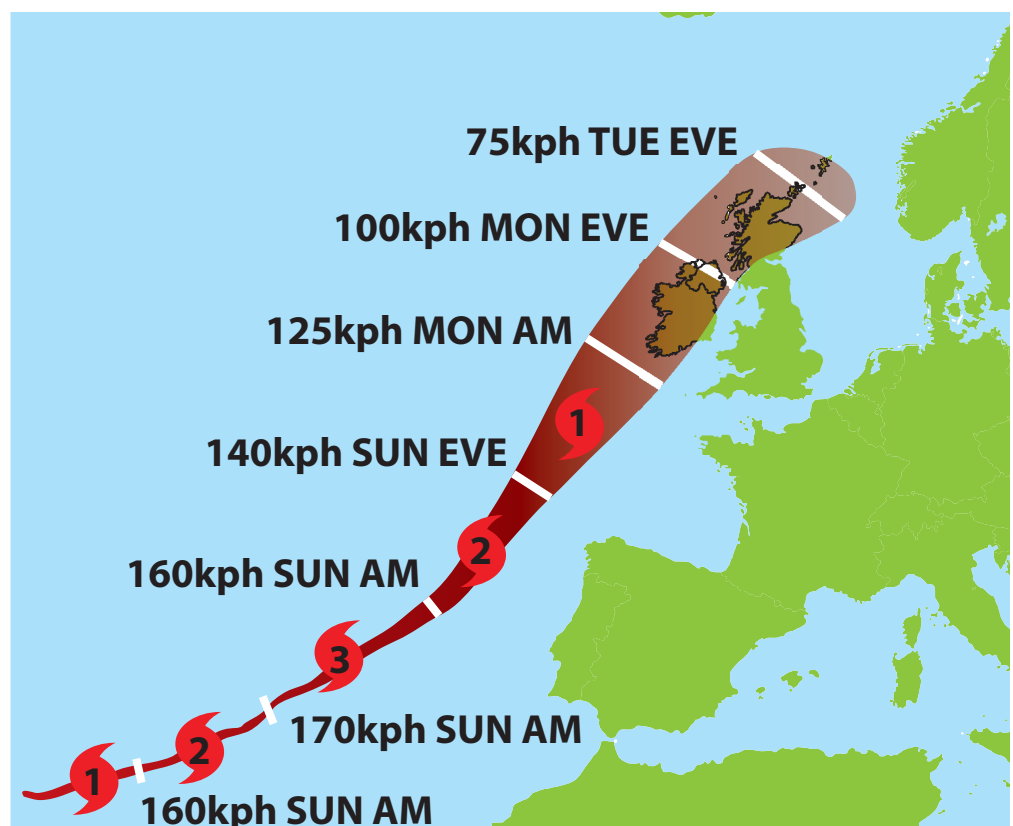 75kph TUE EVE
100kph MON EVE
125kph MON AM
1
140kph SUN EVE
2
160kph SUN AM
3
170kph SUN AM
2
1
160kph SUN AM